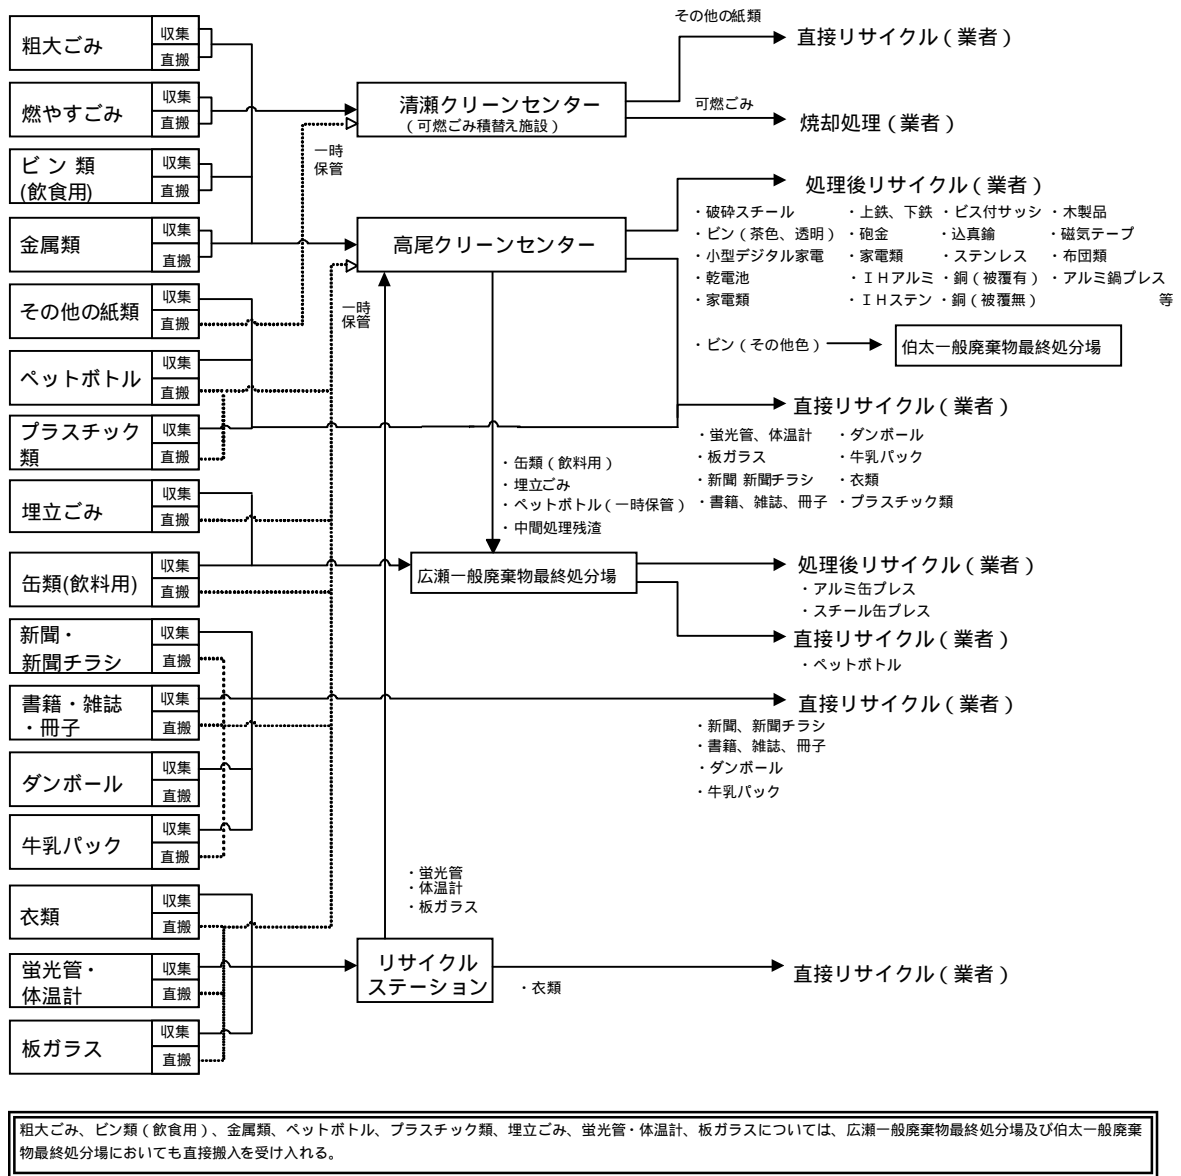 粗大ごみ
収集
直搬
燃やすごみ
収集
直搬
ビン 類
(飲食用)
収集
直搬
金属類
収集
直搬
その他の紙類
収集
直搬
ペットボトル
収集
直搬
プラスチック
類
収集
直搬
埋立ごみ
収集
直搬
缶類(飲料用)
収集
直搬
新聞・
新聞チラシ
収集
直搬
書籍・雑誌
・冊子
収集
直搬
ダンボール
収集
直搬
牛乳パック
収集
直搬
衣類
収集
直搬
蛍光管・
体温計
収集
直搬
板ガラス
収集
直搬
清瀬クリーンセンター
(可燃ごみ積替え施設)
一時
保管
その他の紙類
直接リサイクル(業者)
可燃ごみ
焼却処理(業者)
高尾クリーンセンター
一時
保管
処理後リサイクル(業者)
・破砕スチール ・上鉄、下鉄 ・ビス付サッシ ・木製品
・ビン(茶色、透明) ・砲金 ・込真鍮 ・磁気テープ
・小型デジタル家電 ・家電類 ・ステンレス ・布団類
・乾電池 ・IHアルミ ・銅(被覆有) ・アルミ鍋プレス
・家電類 ・IHステン ・銅(被覆無) 等
・ビン(その他色)
伯太一般廃棄物最終処分場
直接リサイクル(業者)
・蛍光管、体温計 ・ダンボール
・板ガラス ・牛乳パック
・新聞 新聞チラシ ・衣類
・書籍、雑誌、冊子 ・プラスチック類
・缶類(飲料用)
・埋立ごみ
・ペットボトル(一時保管)
・中間処理残渣
広瀬一般廃棄物最終処分場
処理後リサイクル(業者)
・アルミ缶プレス
・スチール缶プレス
直接リサイクル(業者)
・ペットボトル
直接リサイクル(業者)
・新聞、新聞チラシ
・書籍、雑誌、冊子
・ダンボール
・牛乳パック
・蛍光管
・体温計
・板ガラス
リサイクル
ステーション
・衣類
直接リサイクル(業者)
粗大ごみ、ビン類(飲食用)、金属類、ペットボトル、プラスチック類、埋立ごみ、蛍光管・体温計、板ガラスについては、広瀬一般廃棄物最終処分場及び伯太一般廃棄
物最終処分場においても直接搬入を受け入れる。